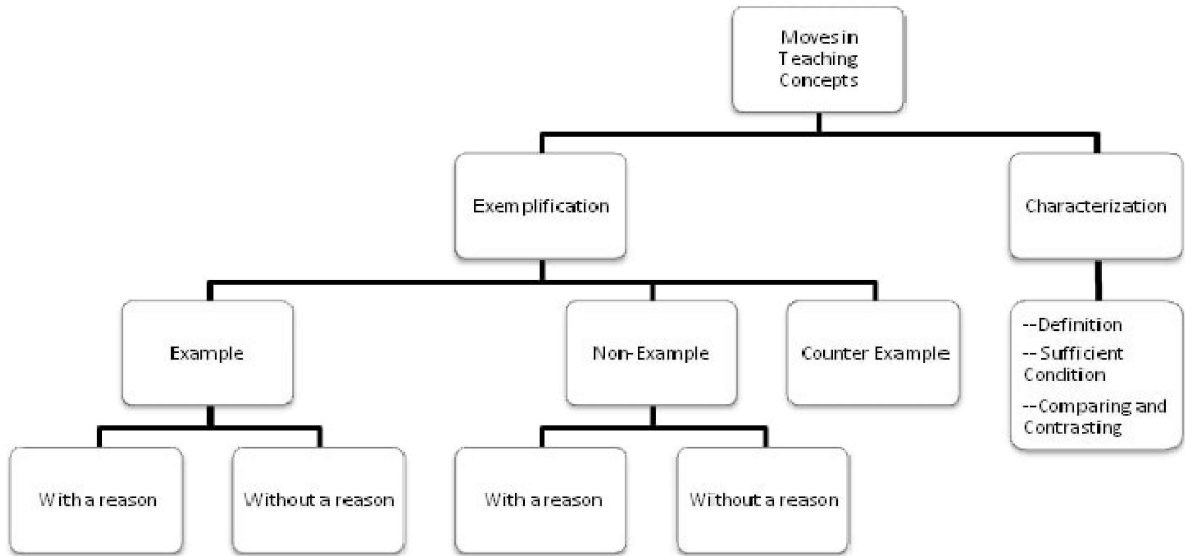 Moves in
Teaching
Concepts
Exemplification
Characterization
Example
Non-Example
Counter Example
--Definition
-- Sufficient
Condition
--Comparing and
Contrasting
With a reason
Without a reason
With a reason
Without a reason